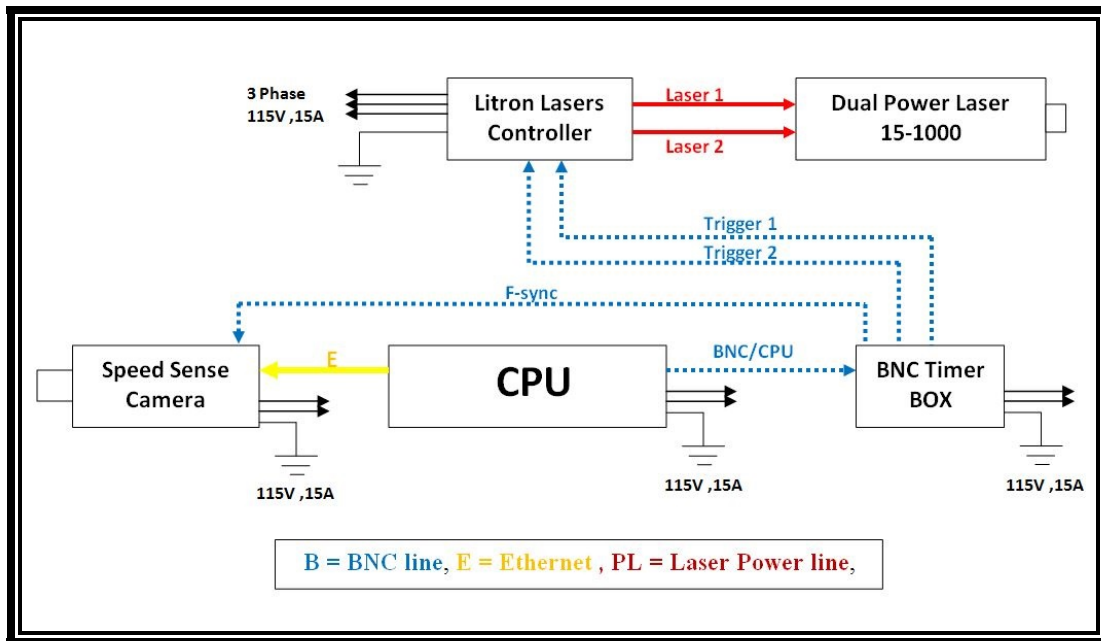 3 Phase
115V ,15A
Litron Lasers
Controller
Laser 1
Laser 2
Dual Power Laser
15-1000
Trigger 1
Trigger 2
F-sync
Speed Sense
Camera
E
CPU
BNC/CPU
BNC Timer
BOX
115V ,15A
115V ,15A
115V ,15A
B = BNC line, E = Ethernet , PL = Laser Power line,